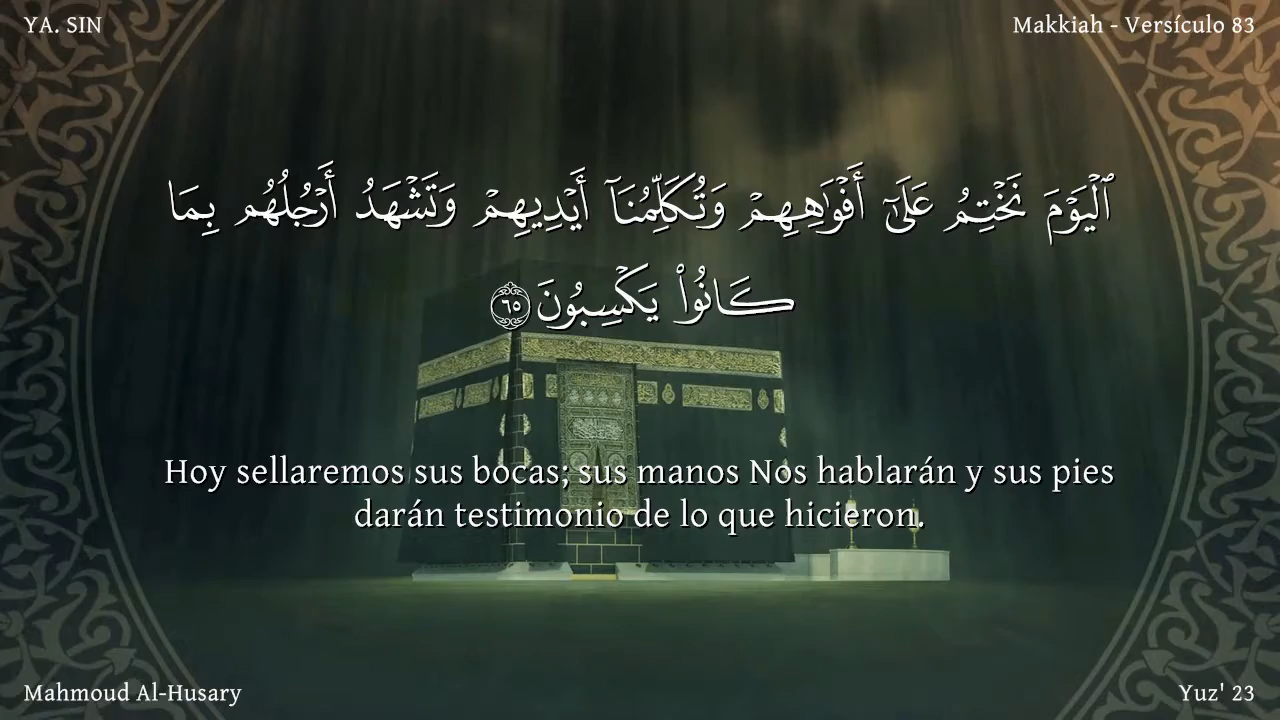 YA. SIN
Makkiah - Versículo 83
ٱلْيَوْمَ نَخْتِمُ عَلَىٰٓ أَفْوَٰهِهِمْ وَتُكَلِّمُنَآ أَيْدِيهِمْ وَتَشْهَدُ أَرْجُلُهُم بِمَا
كَانُوا۟ يَكْسِبُونَ ٦٥
Hoy sellaremos sus bocas; sus manos Nos hablarán y sus pies
darán testimonio de lo que hicieron.
Mahmoud Al-Husary
Yuz' 23